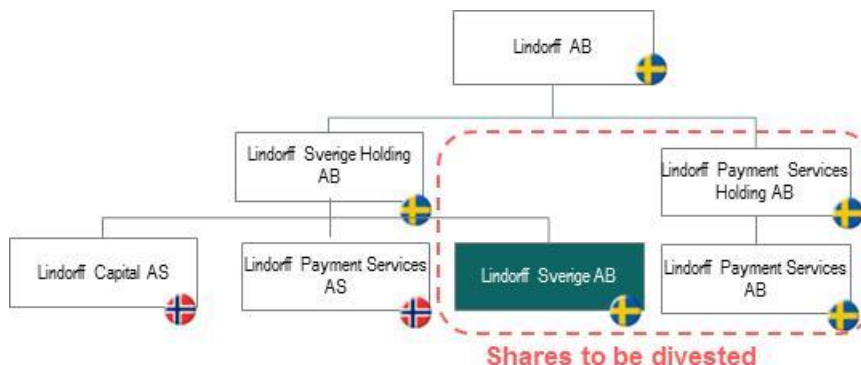 Lindorff AB
Lindorff Sverige Holding
AB
Lindorff Payment Services
Holding AB
Lindorff Capital AS
Lindorff Payment Services
AS
Lindorff Sverige AB
Lindorff Payment Services
AB
Shares to be divested